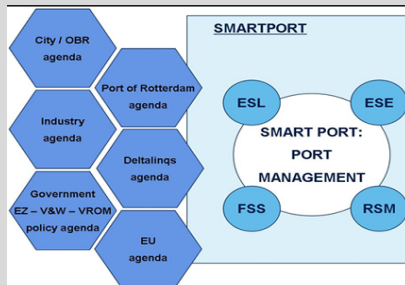 City / OBR
agenda
Port of Rotterdam
agenda
Industry
agenda
Deltalinqs
agenda
Government
EZ – V&W – VROM
policy agenda
EU
agenda
SMARTPORT
ESL
ESE
SMART PORT:
PORT
MANAGEMENT
FSS
RSM